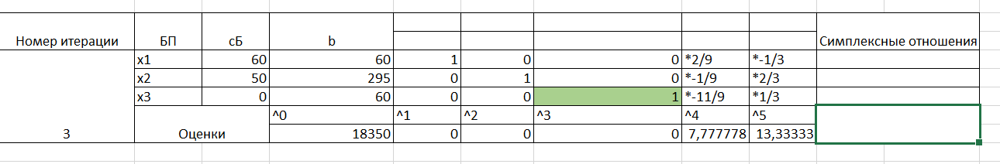 Номер итерации БП сБ b Симплексные отношения
x1 60 60 1 0 0 *2/9 *-1/3
x2 50 295 0 1 0 *-1/9 *2/3
x3 0 60 0 0 1 *-11/9 *1/3
^0 ^1 ^2 ^3 ^4 ^5
3 Оценки 18350 0 0 0 7,777778 13,33333